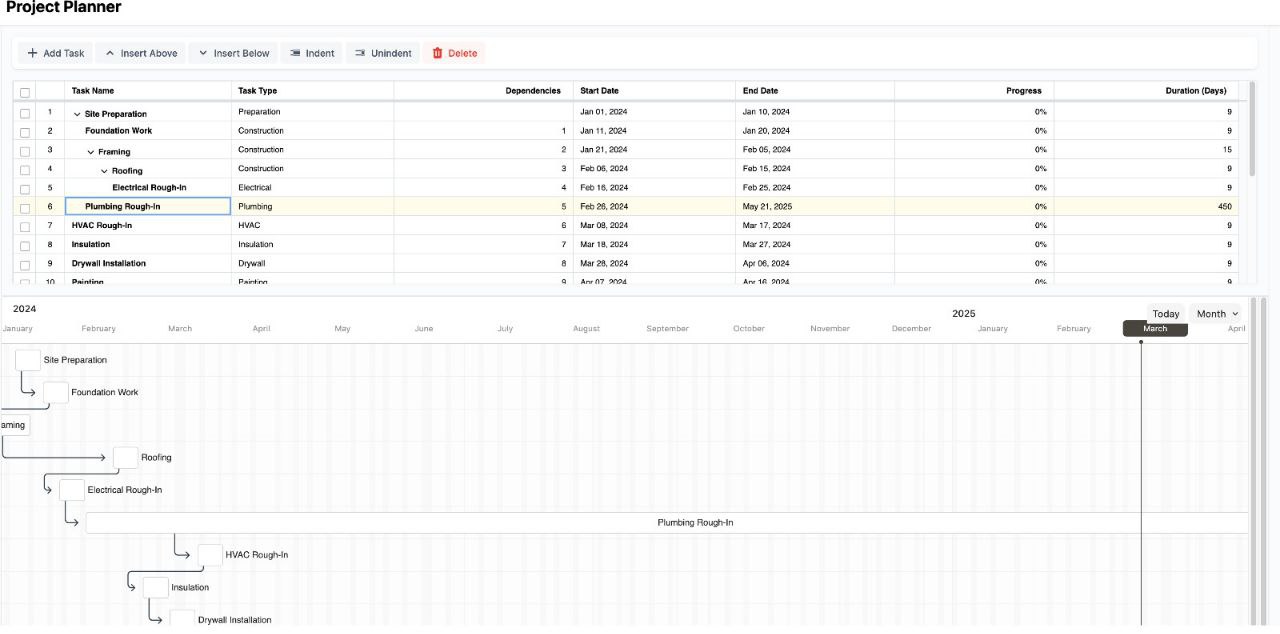 Project Planner
Add Task Insert Above Insert Below Indent Unindent Delete
Task Name Task Type Dependencies Start Date End Date Progress Duration (Days)
1 Site Preparation Preparation Jan 01, 2024 Jan 10, 2024 0% 9
2 Foundation Work Construction 1 Jan 11, 2024 Jan 20, 2024 0% 9
3 Framing Construction 2 Jan 21, 2024 Feb 05, 2024 0% 15
4 Roofing Construction 3 Feb 06, 2024 Feb 15, 2024 0% 9
5 Electrical Rough-In Electrical 4 Feb 16, 2024 Feb 25, 2024 0% 9
6 Plumbing Rough-In Plumbing 5 Feb 26, 2024 May 21, 2025 0% 450
7 HVAC Rough-In HVAC 6 Mar 08, 2024 Mar 17, 2024 0% 9
8 Insulation Insulation 7 Mar 18, 2024 Mar 27, 2024 0% 9
9 Drywall Installation Drywall 8 Mar 28, 2024 Apr 06, 2024 0% 9
10 Painting Painting 9 Apr 07, 2024 Apr 16, 2024 0% 9
2024 2025 Today Month
January February March April May June July August September October November December January February March April
Site Preparation
Foundation Work
aming
Roofing
Electrical Rough-In
Plumbing Rough-In
HVAC Rough-In
Insulation
Drywall Installation